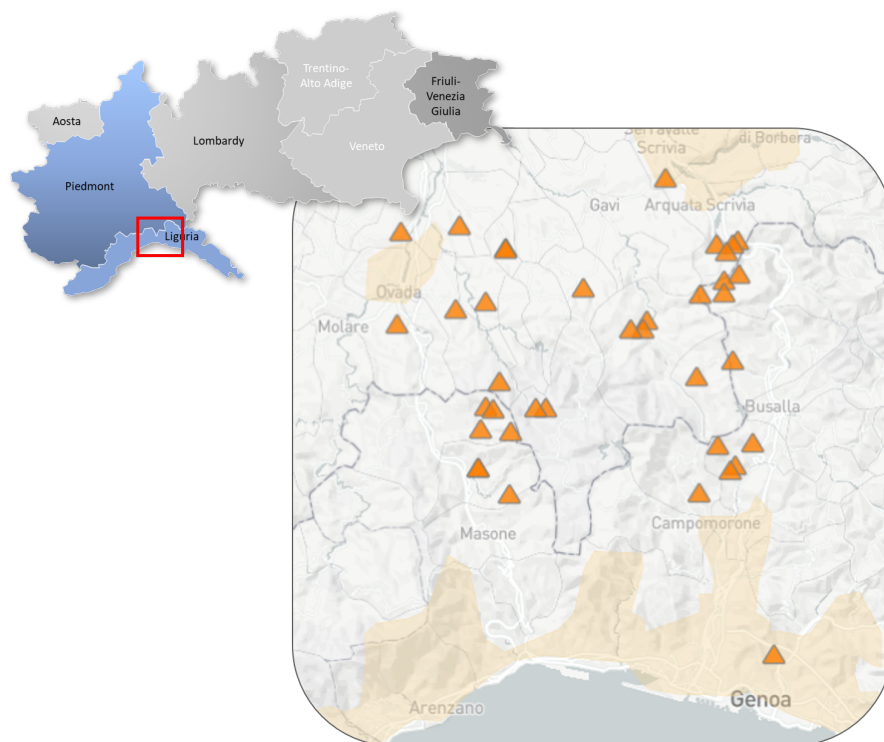 Trentino-
Alto Adige
Friuli-
Venezia
Giulia
Aosta
Lombardy
Veneto
Piedmont
Liguria
Serravalle
Scrivia
di Borbera
Gavi
Arquata Scrivia
Ovada
Molare
Busalla
Masone
Campomorone
Genoa
Arenzano